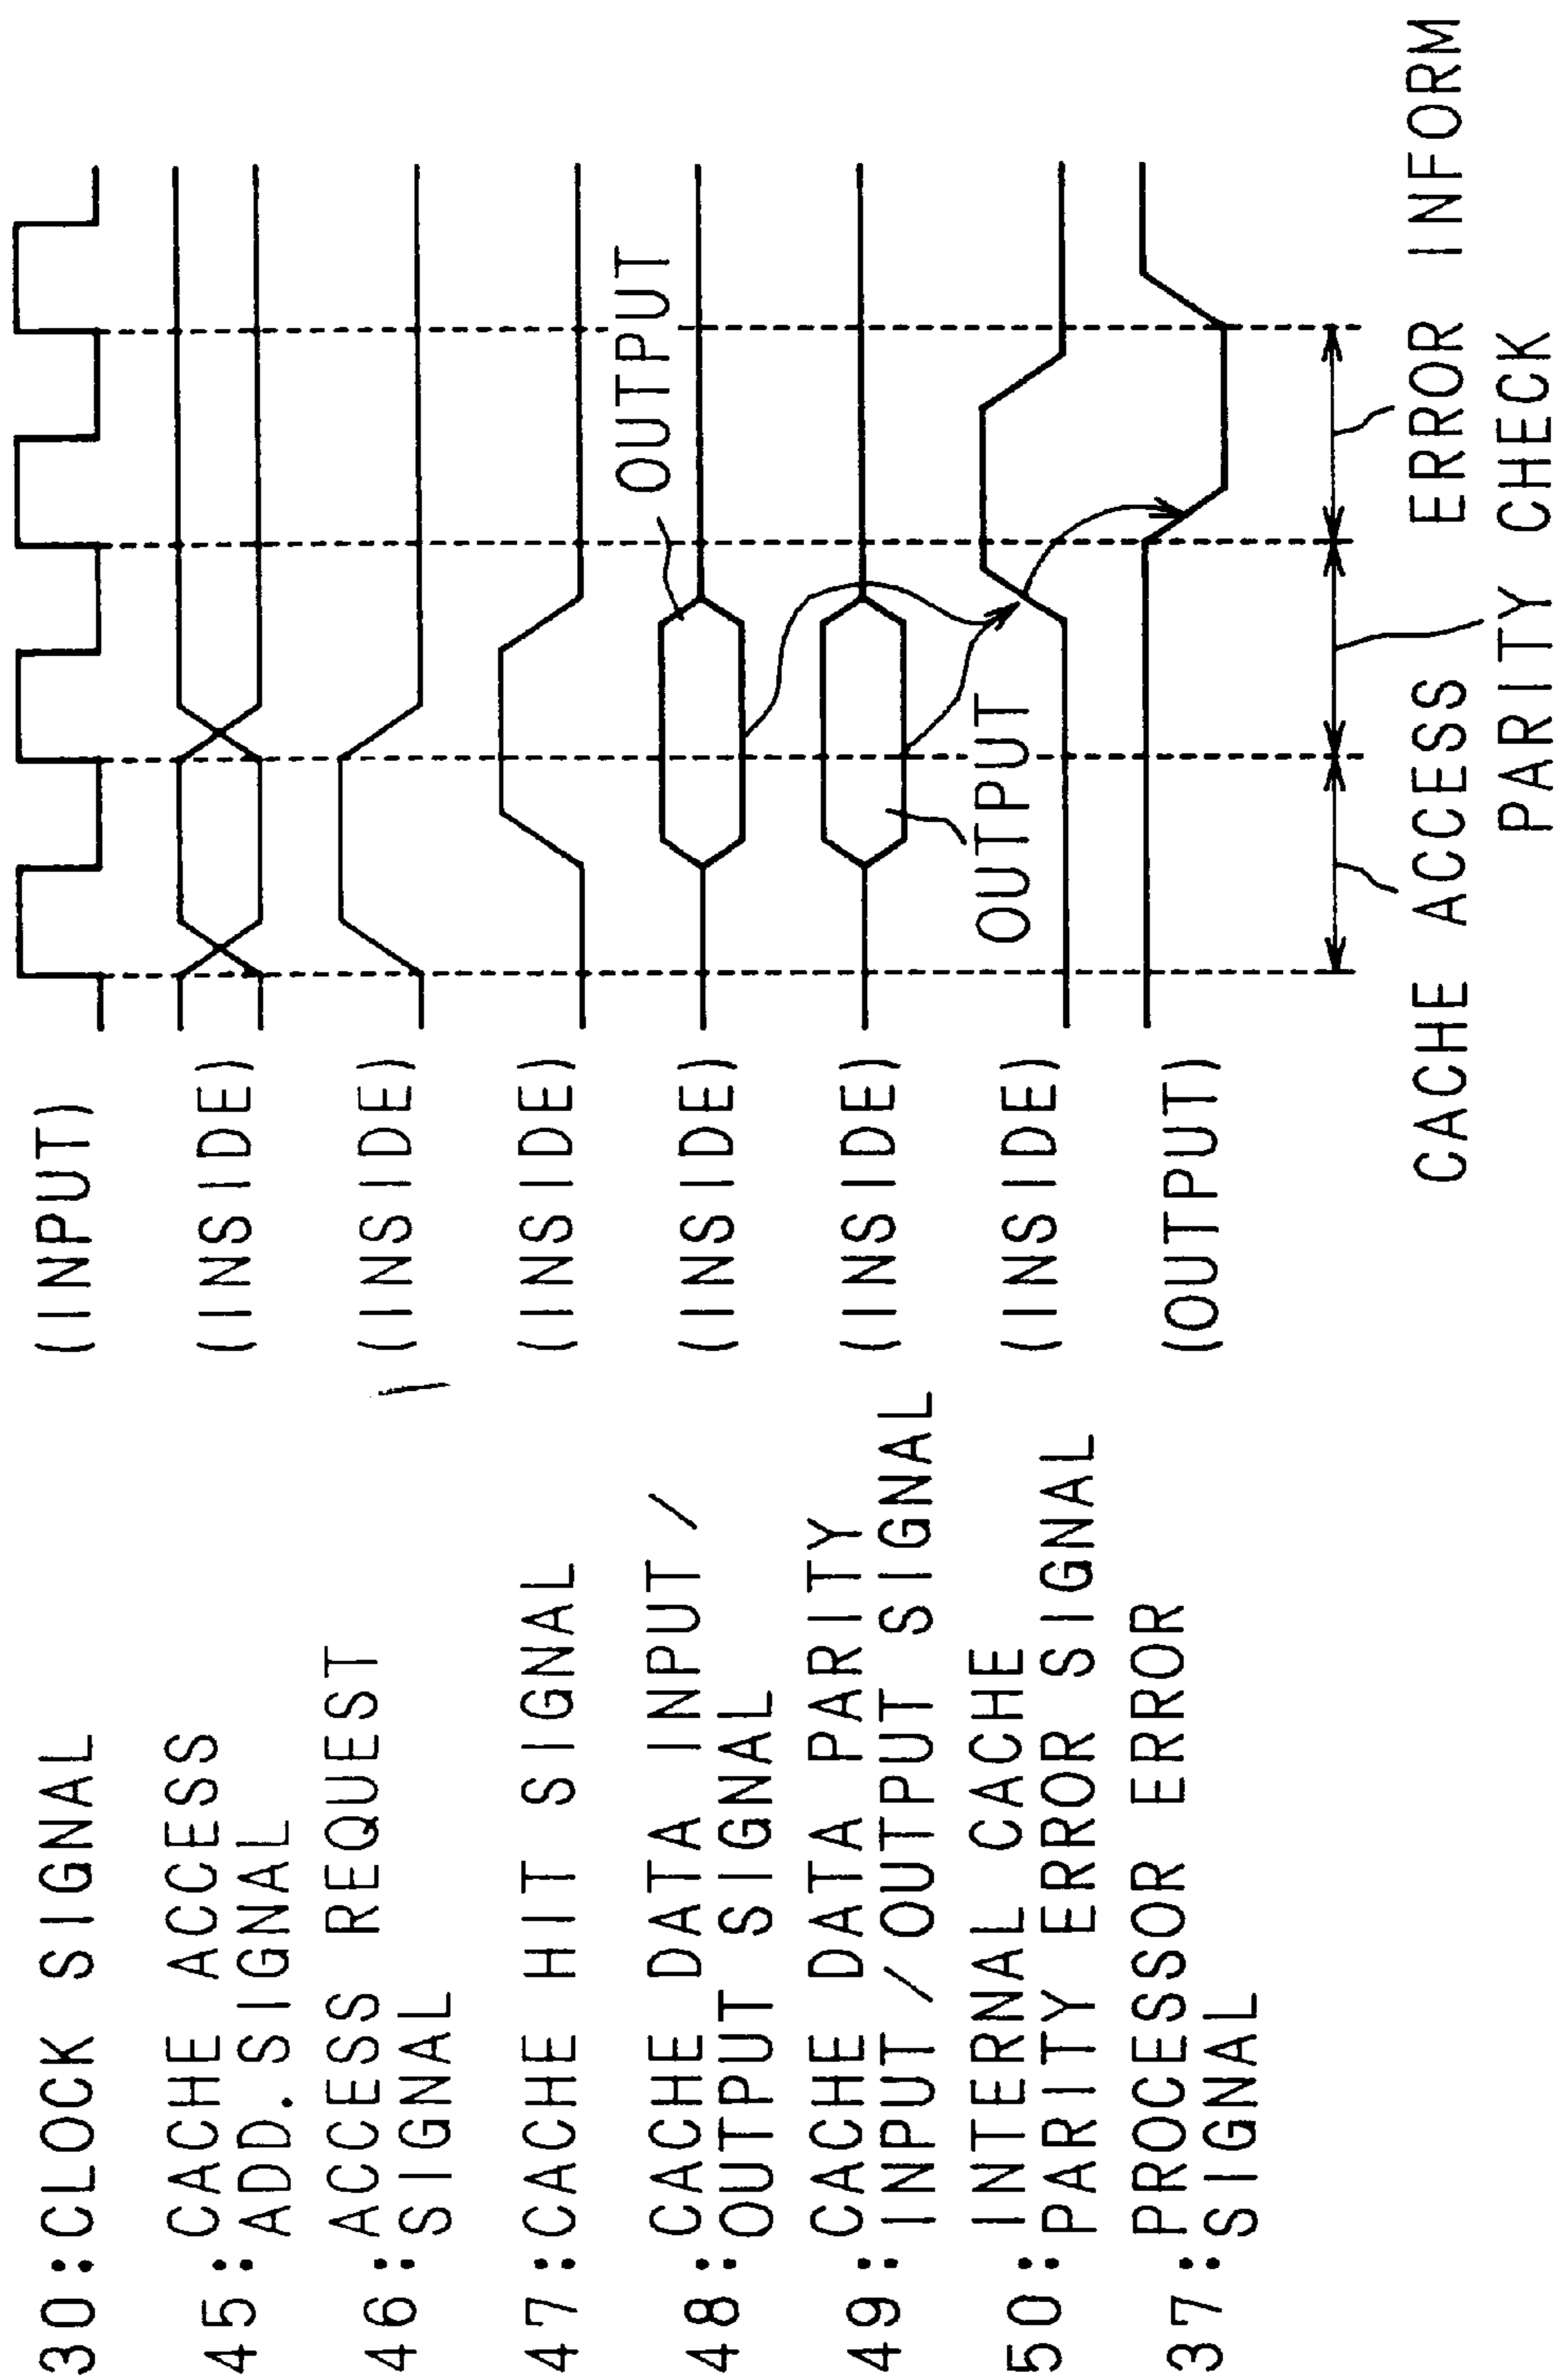 30:CLOCK SIGNAL (INPUT)
45:CACHE ACCESS
ADD. SIGNAL (INSIDE)
46:ACCESS REQUEST
SIGNAL (INSIDE)
47:CACHE HIT SIGNAL (INSIDE)
48:CACHE DATA INPUT /
OUTPUT SIGNAL (INSIDE)
OUTPUT
49:CACHE DATA PARITY
INPUT / OUTPUT SIGNAL (INSIDE)
OUTPUT
50:INTERNAL CACHE
PARITY ERROR SIGNAL (INSIDE)
37:PROCESSOR ERROR
SIGNAL (OUTPUT)
CACHE ACCESS ERROR INFORM
PARITY CHECK